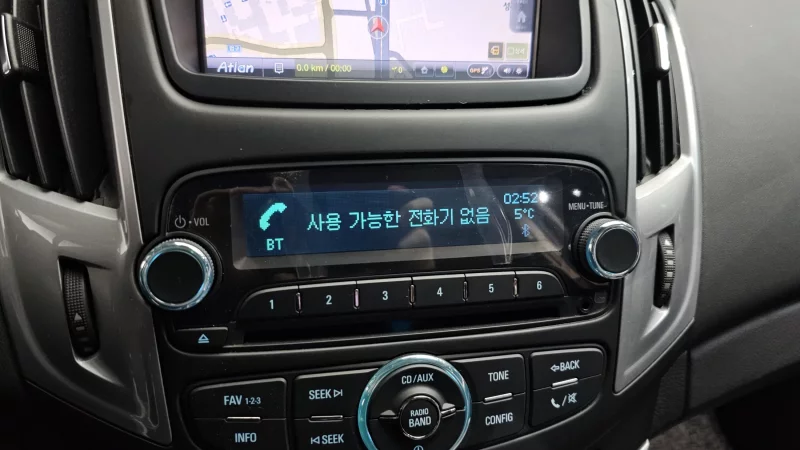 Atlan
0.0 km / 00:00
GPS
VOL
BT
사용 가능한 전화기 없음
02:52
5°C
MENU•TUNE
1
2
3
4
5
6
FAV 1-2-3
SEEK
CD/AUX
TONE
BACK
INFO
SEEK
RADIO
BAND
CONFIG